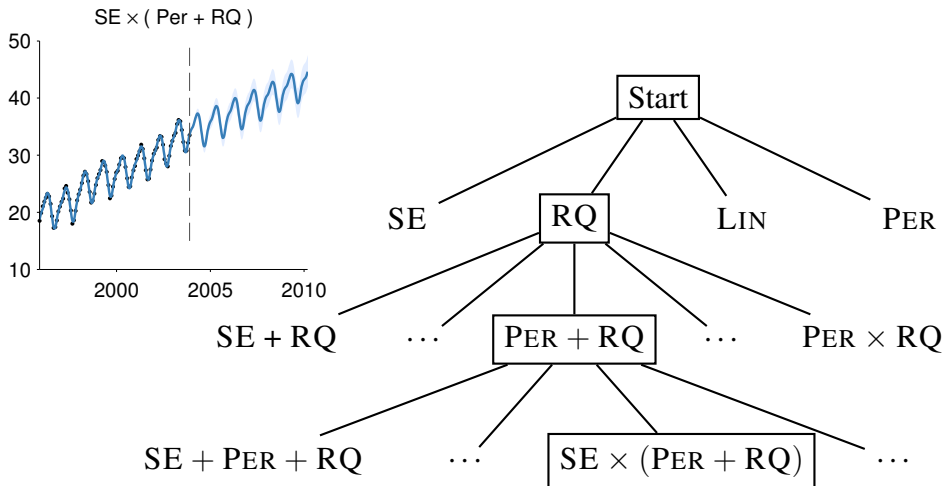 SE × ( Per + RQ )
50
40
30
20
10
2000 2005 2010
Start
SE RQ LIN PER
SE + RQ ... PER + RQ ... PER × RQ
SE + PER + RQ ... SE × (PER + RQ) ...